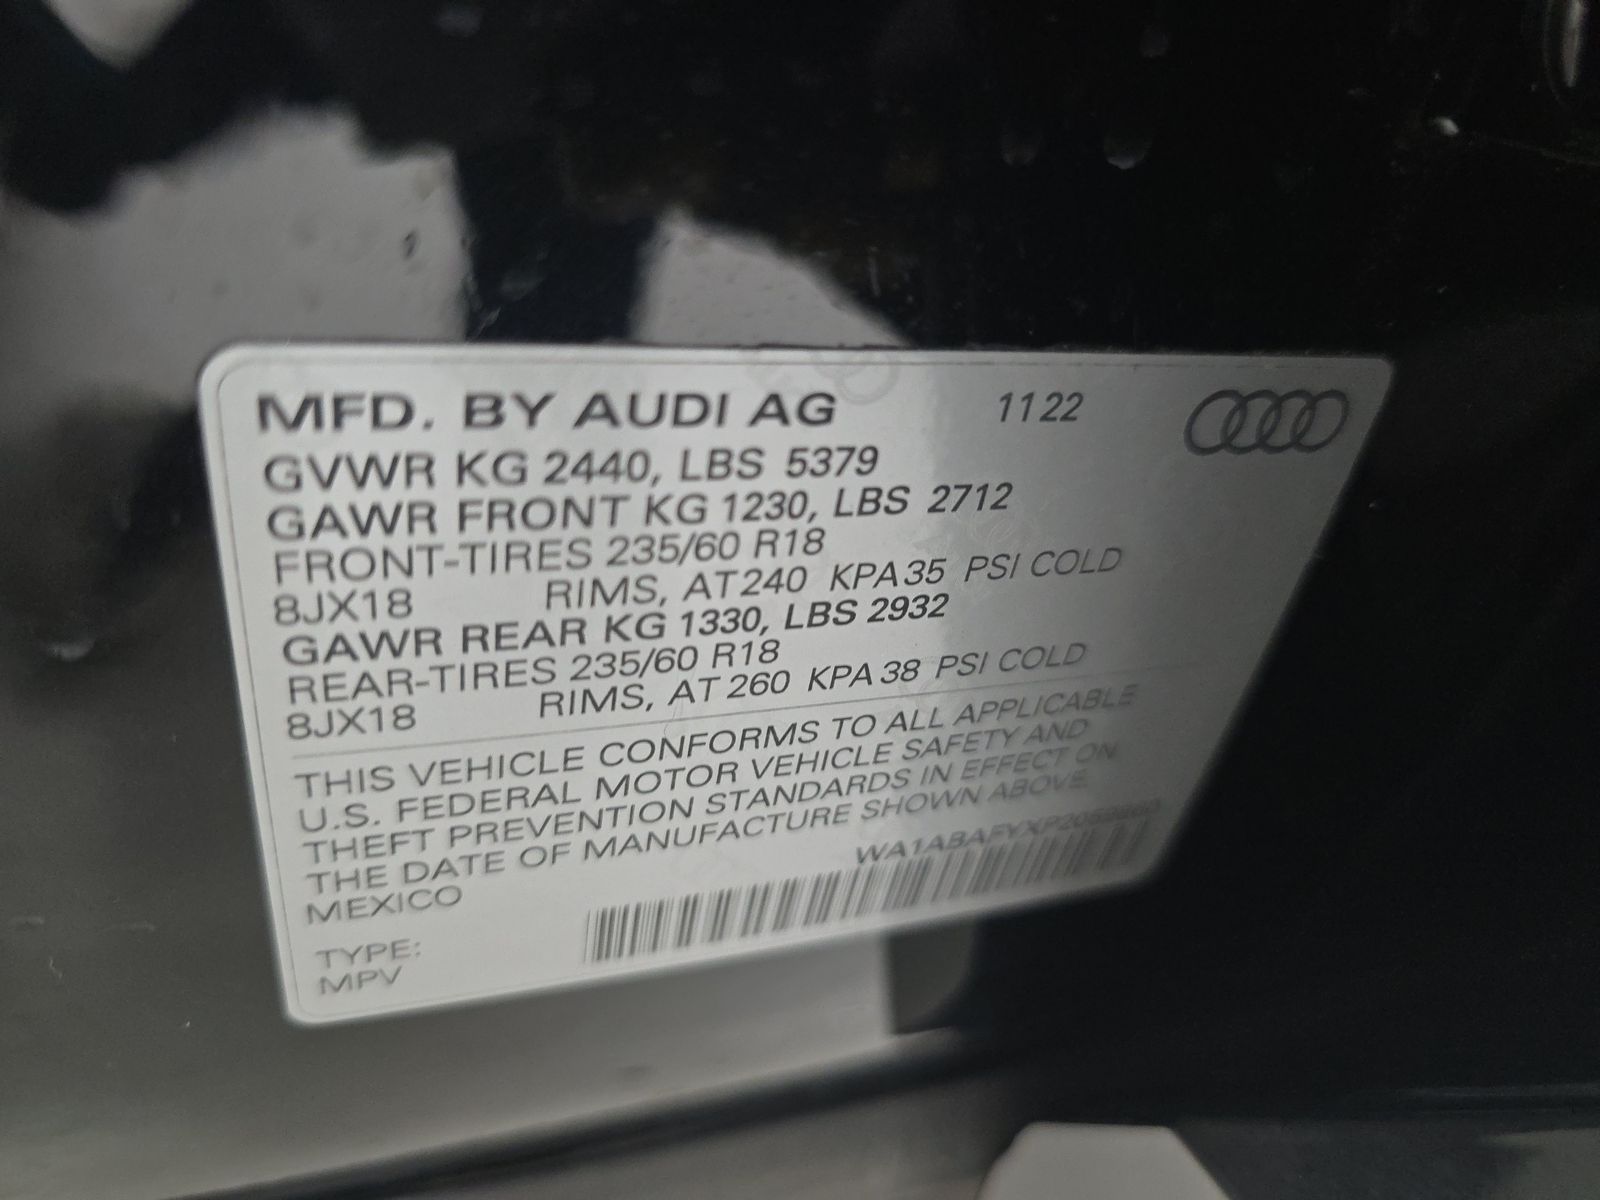 MFD. BY AUDI AG 1122
GVWR KG 2440, LBS 5379
GAWR FRONT KG 1230, LBS 2712
FRONT-TIRES 235/60 R18
8JX18 RIMS, AT 240 KPA 35 PSI COLD
GAWR REAR KG 1330, LBS 2932
REAR-TIRES 235/60 R18
8JX18 RIMS, AT 260 KPA 38 PSI COLD
THIS VEHICLE CONFORMS TO ALL APPLICABLE
U.S. FEDERAL MOTOR VEHICLE SAFETY AND
THEFT PREVENTION STANDARDS IN EFFECT ON
THE DATE OF MANUFACTURE SHOWN ABOVE
MEXICO
TYPE:
MPV